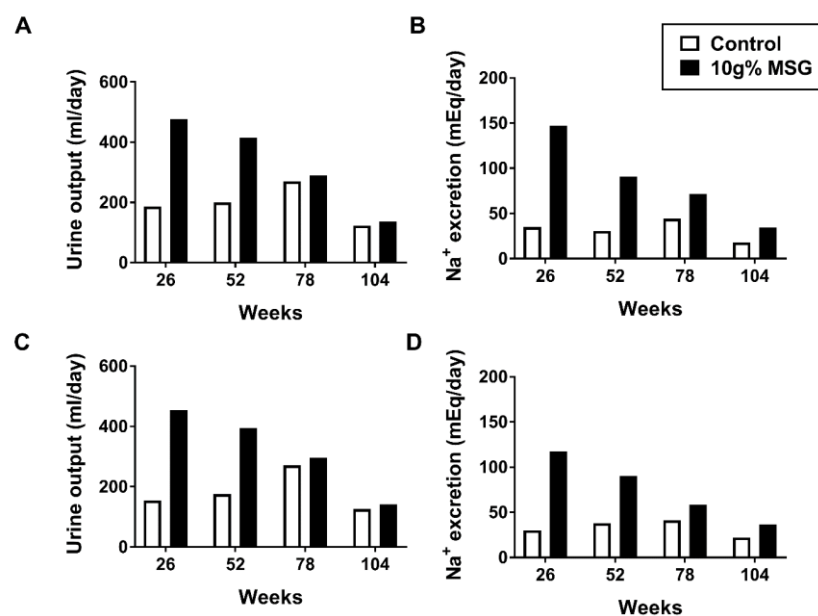 A
Urine output (ml/day)
600
400
200
0
26 52 78 104
Weeks
B
Control
10g% MSG
Na⁺ excretion (mEq/day)
200
150
100
50
0
26 52 78 104
Weeks
C
Urine output (ml/day)
600
400
200
0
26 52 78 104
Weeks
D
Na⁺ excretion (mEq/day)
200
150
100
50
0
26 52 78 104
Weeks